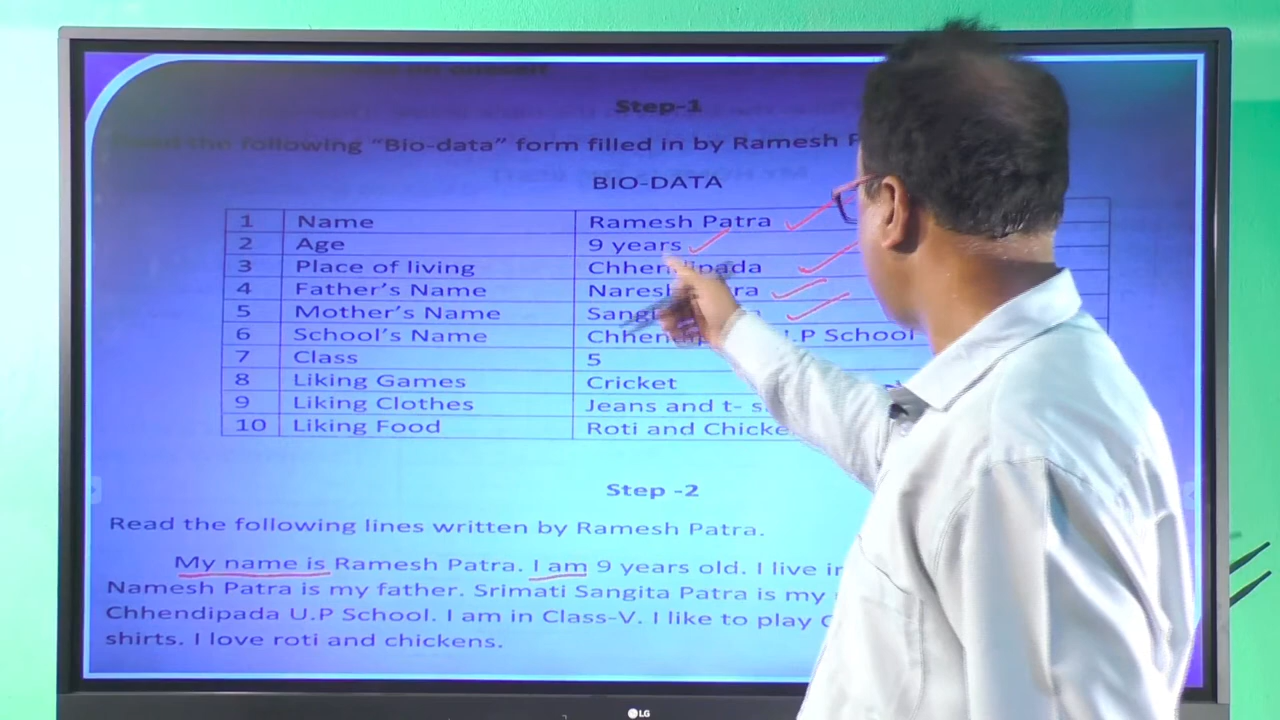 Step-1
the following “Bio-data” form filled in by Ramesh
BIO-DATA
1 Name Ramesh Patra
2 Age 9 years
3 Place of living Chhendipada
4 Father’s Name Naresh
5 Mother’s Name
6 School’s Name U.P School
7 Class 5
8 Liking Games Cricket
9 Liking Clothes Jeans and t-
10 Liking Food Roti and
Step -2
Read the following lines written by Ramesh Patra.
My name is Ramesh Patra. I am 9 years old. I live
Namesh Patra is my father. Srimati Sangita Patra is my
Chhendipada U.P School. I am in Class-V. I like to play
shirts. I love roti and chickens.
LG